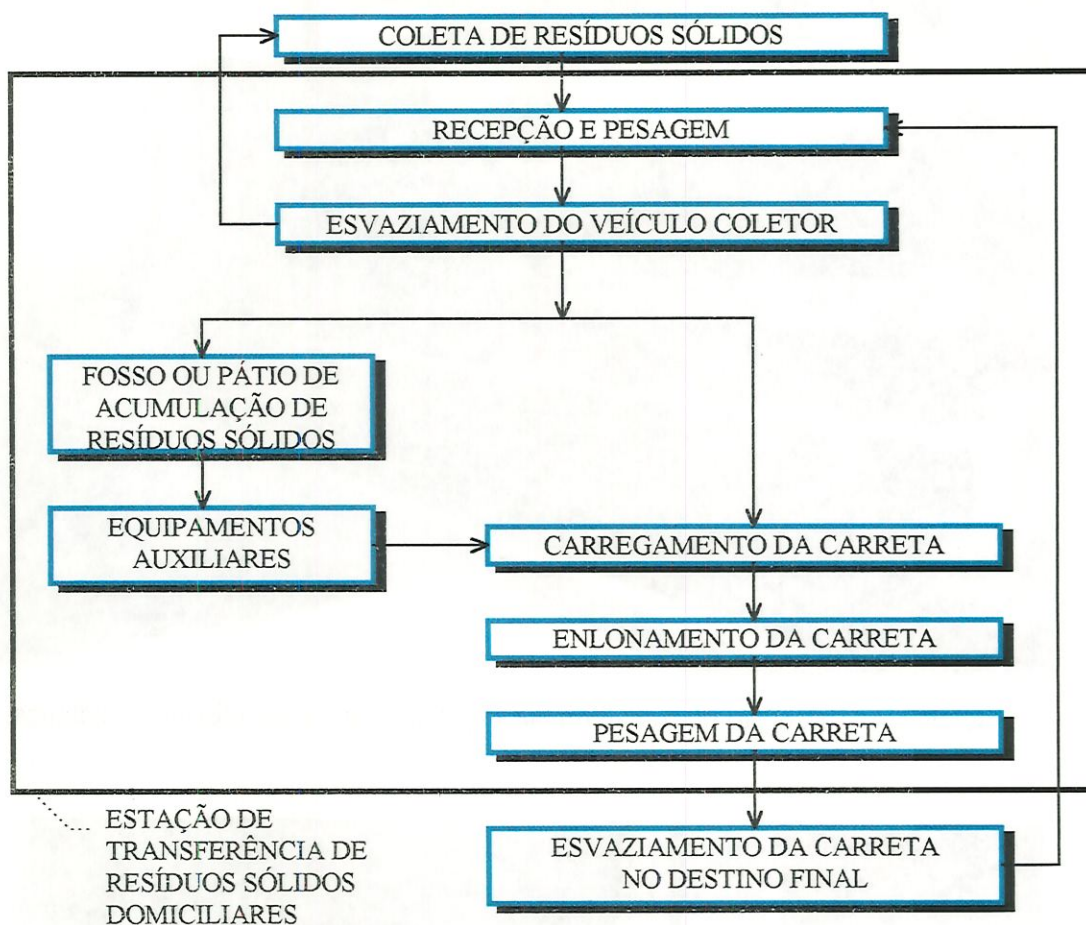 COLETA DE RESÍDUOS SÓLIDOS
RECEPÇÃO E PESAGEM
ESVAZIAMENTO DO VEÍCULO COLETOR
FOSSO OU PÁTIO DE
ACUMULAÇÃO DE
RESÍDUOS SÓLIDOS
EQUIPAMENTOS
AUXILIARES
CARREGAMENTO DA CARRETA
ENLONAMENTO DA CARRETA
PESAGEM DA CARRETA
ESVAZIAMENTO DA CARRETA
NO DESTINO FINAL
ESTAÇÃO DE
TRANSFERÊNCIA DE
RESÍDUOS SÓLIDOS
DOMICILIARES